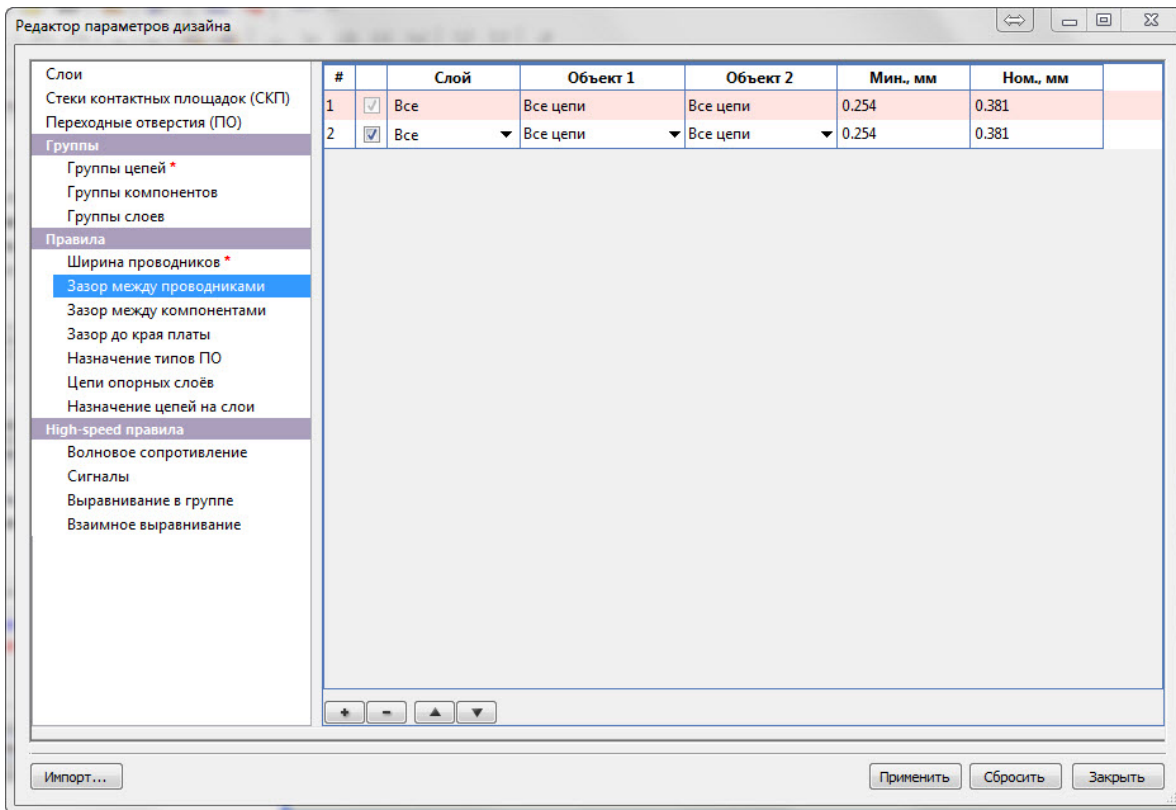 Редактор параметров дизайна
Слои
Стеки контактных площадок (СКП)
Переходные отверстия (ПО)
Группы
Группы цепей *
Группы компонентов
Группы слоев
Правила
Ширина проводников *
Зазор между проводниками
Зазор между компонентами
Зазор до края платы
Назначение типов ПО
Цепи опорных слоёв
Назначение цепей на слои
High-speed правила
Волновое сопротивление
Сигналы
Выравнивание в группе
Взаимное выравнивание
# Слой Объект 1 Объект 2 Мин., мм Ном., мм
1 Все Все цепи Все цепи 0.254 0.381
2 Все Все цепи Все цепи 0.254 0.381
Импорт... Применить Сбросить Закрыть